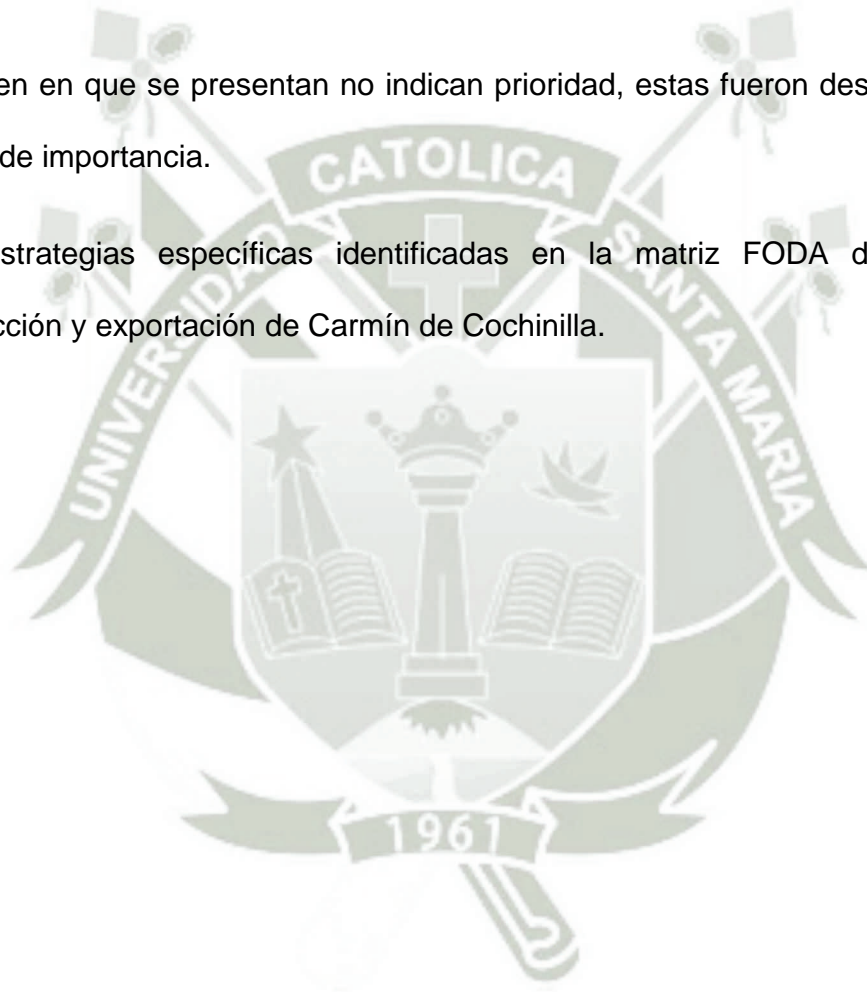 en en que se presentan no indican prioridad, estas fueron des
de importancia.
CATOLICA
UNIVERSIDAD
SANTA MARIA
strategias específicas identificadas en la matriz FODA d
cción y exportación de Carmín de Cochinilla.
1961